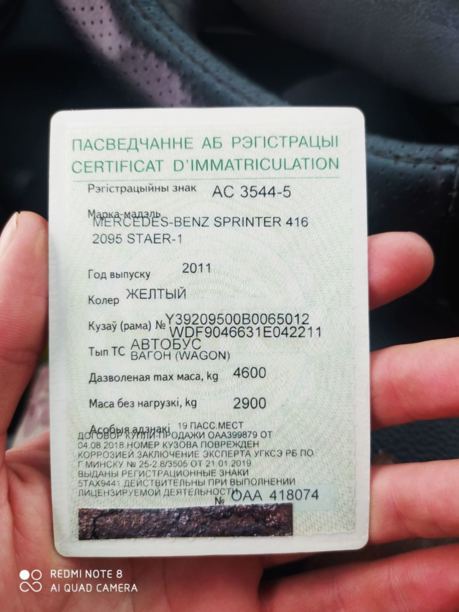 ПАСВЕДЧАННЕ АБ РЭГІСТРАЦЫІ
CERTIFICAT D'IMMATRICULATION
Рэгістрацыйны знак AC 3544-5
Марка-мадэль
MERCEDES-BENZ SPRINTER 416
2095 STAER-1
Год выпуску 2011
Колер ЖЕЛТЫЙ
Y39209500B0065012
Кузаў (рама) № WDF9046631E042211
АВТОБУС
Тып ТС ВАГОН (WAGON)
Дазволеная max маса, kg 4600
Маса без нагрузкі, kg 2900
Асобыя адзнакі 19 ПАСС.МЕСТ
ДОГОВОР КУПЛИ-ПРОДАЖИ ОАА399879 ОТ
04.08.2018.НОМЕР КУЗОВА ПОВРЕЖДЕН
КОРРОЗИЕЙ ЗАКЛЮЧЕНИЕ ЭКСПЕРТА УГКСЭ РБ ПО
Г.МИНСКУ № 25-2.8/3505 ОТ 21.01.2019
ВЫДАНЫ РЕГИСТРАЦИОННЫЕ ЗНАКИ
5TAX9441 ДЕЙСТВИТЕЛЬНЫ ПРИ ВЫПОЛНЕНИИ
ЛИЦЕНЗИРУЕМОЙ ДЕЯТЕЛЬНОСТИ
№ ОАА 418074
REDMI NOTE 8
AI QUAD CAMERA